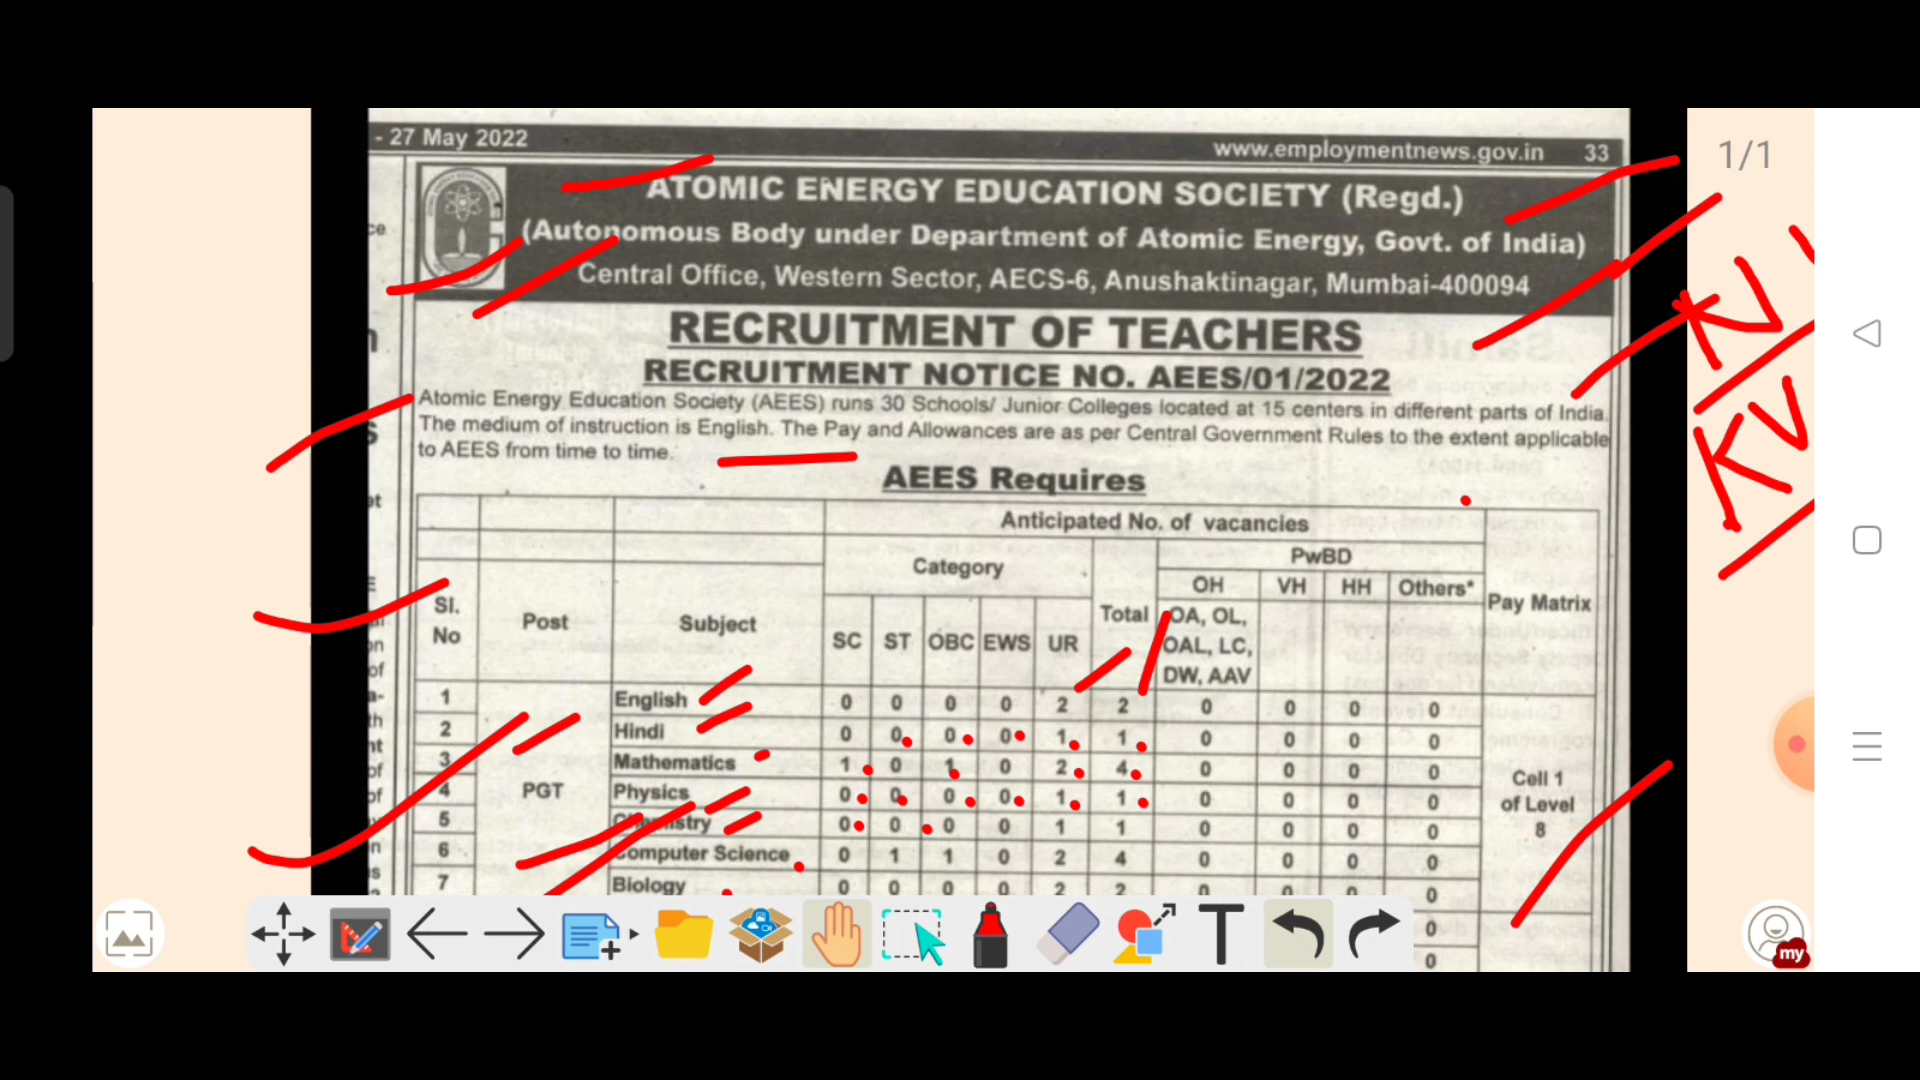 - 27 May 2022 www.employmentnews.gov.in 33
ATOMIC ENERGY EDUCATION SOCIETY (Regd.)
(Autonomous Body under Department of Atomic Energy, Govt. of India)
Central Office, Western Sector, AECS-6, Anushaktinagar, Mumbai-400094
RECRUITMENT OF TEACHERS
RECRUITMENT NOTICE NO. AEES/01/2022
Atomic Energy Education Society (AEES) runs 30 Schools/ Junior Colleges located at 15 centers in different parts of India.
The medium of instruction is English. The Pay and Allowances are as per Central Government Rules to the extent applicable
to AEES from time to time.
AEES Requires
Anticipated No. of vacancies
Sl. No Post Subject Category Total PwBD Pay Matrix
SC ST OBC EWS UR OH VH HH Others*
OA, OL,
OAL, LC,
DW, AAV
1 English 0 0 0 0 2 2 0 0 0 0
2 Hindi 0 0 0 0 1 1 0 0 0 0
3 Mathematics 1 0 1 0 2 4 0 0 0 0
4 PGT Physics 0 0 0 0 1 1 0 0 0 0
5 Chemistry 0 0 0 0 1 1 0 0 0 0
6 Computer Science 0 1 1 0 2 4 0 0 0 0
7 Biology 0 0 0 0 2 2 0 0 0 0
Cell 1
of Level
8
0
0
1/1
KV
KV
T
my